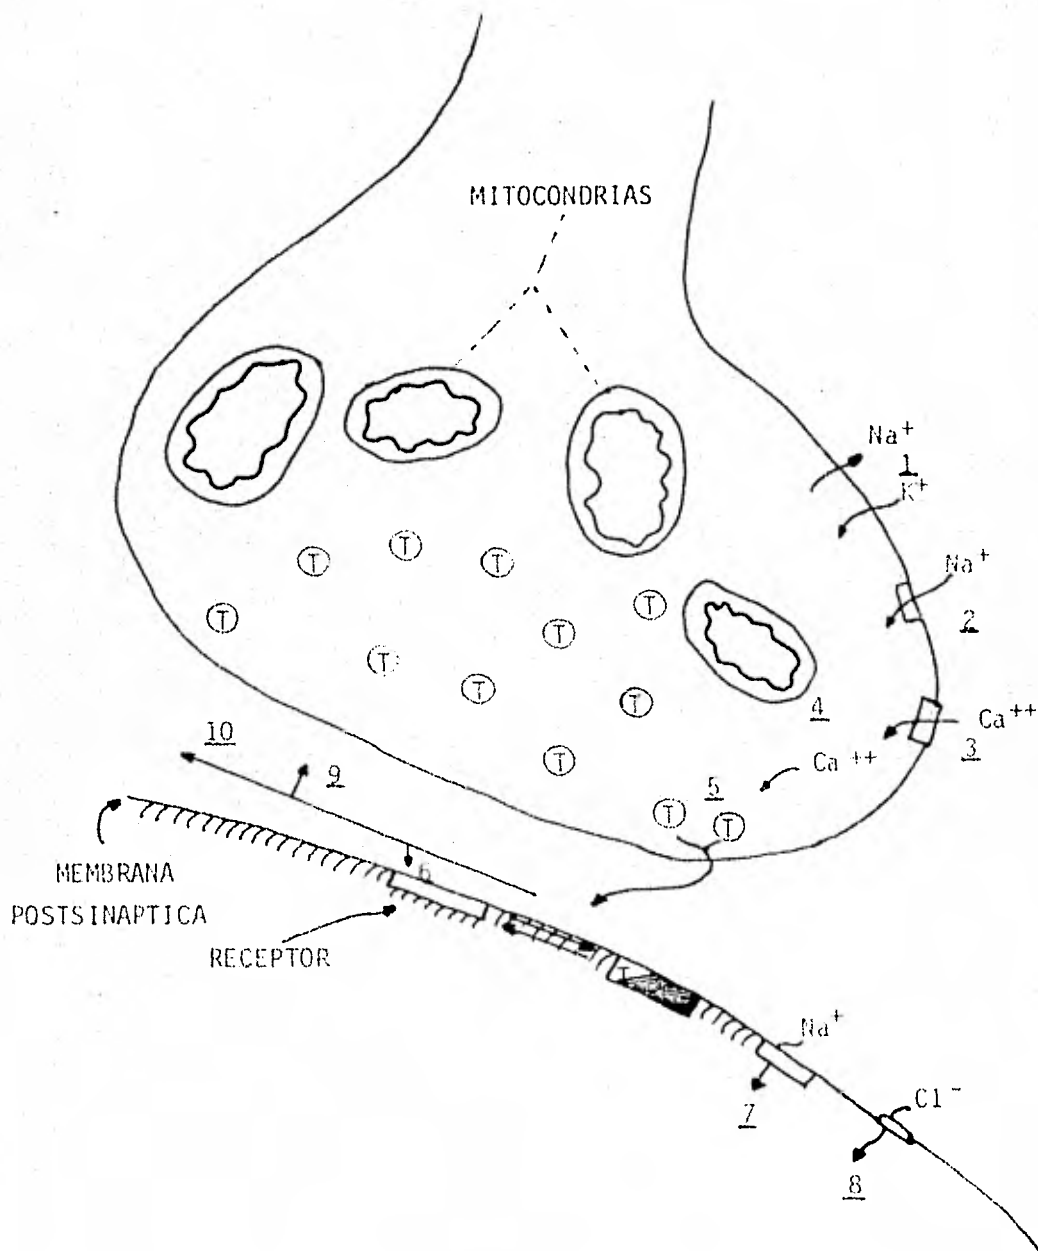 MITOCONDRIAS
Na+
1
K+
Na+
2
T T T
T T T
T T T
4
Ca++
3
Ca++
T
5
T T
10
9
6
MEMBRANA
POSTSINAPTICA
RECEPTOR
Na+
7
Cl-
8